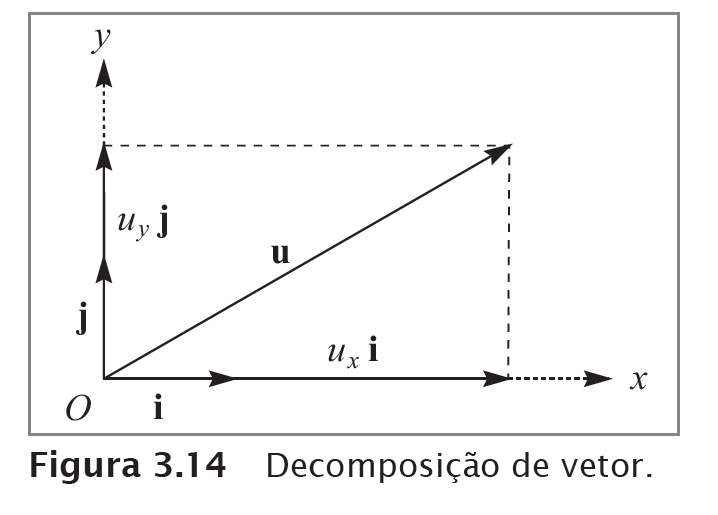 y
u_y j
u
j
u_x i
x
O
i
Figura 3.14 Decomposição de vetor.